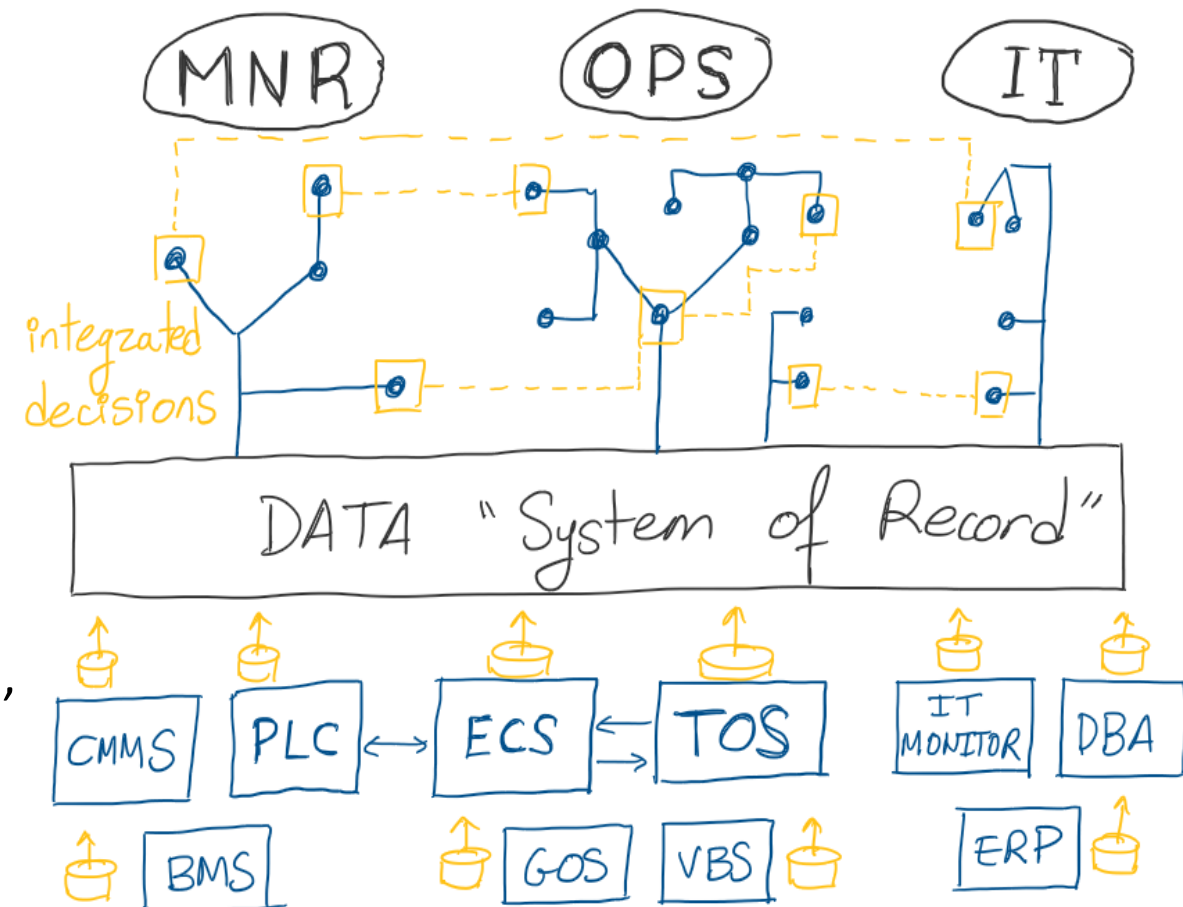 MNR
OPS
IT
integrated
decisions
DATA "System of Record"
,
CMMS
PLC
ECS
TOS
IT
MONITOR
DBA
BMS
GOS
VBS
ERP